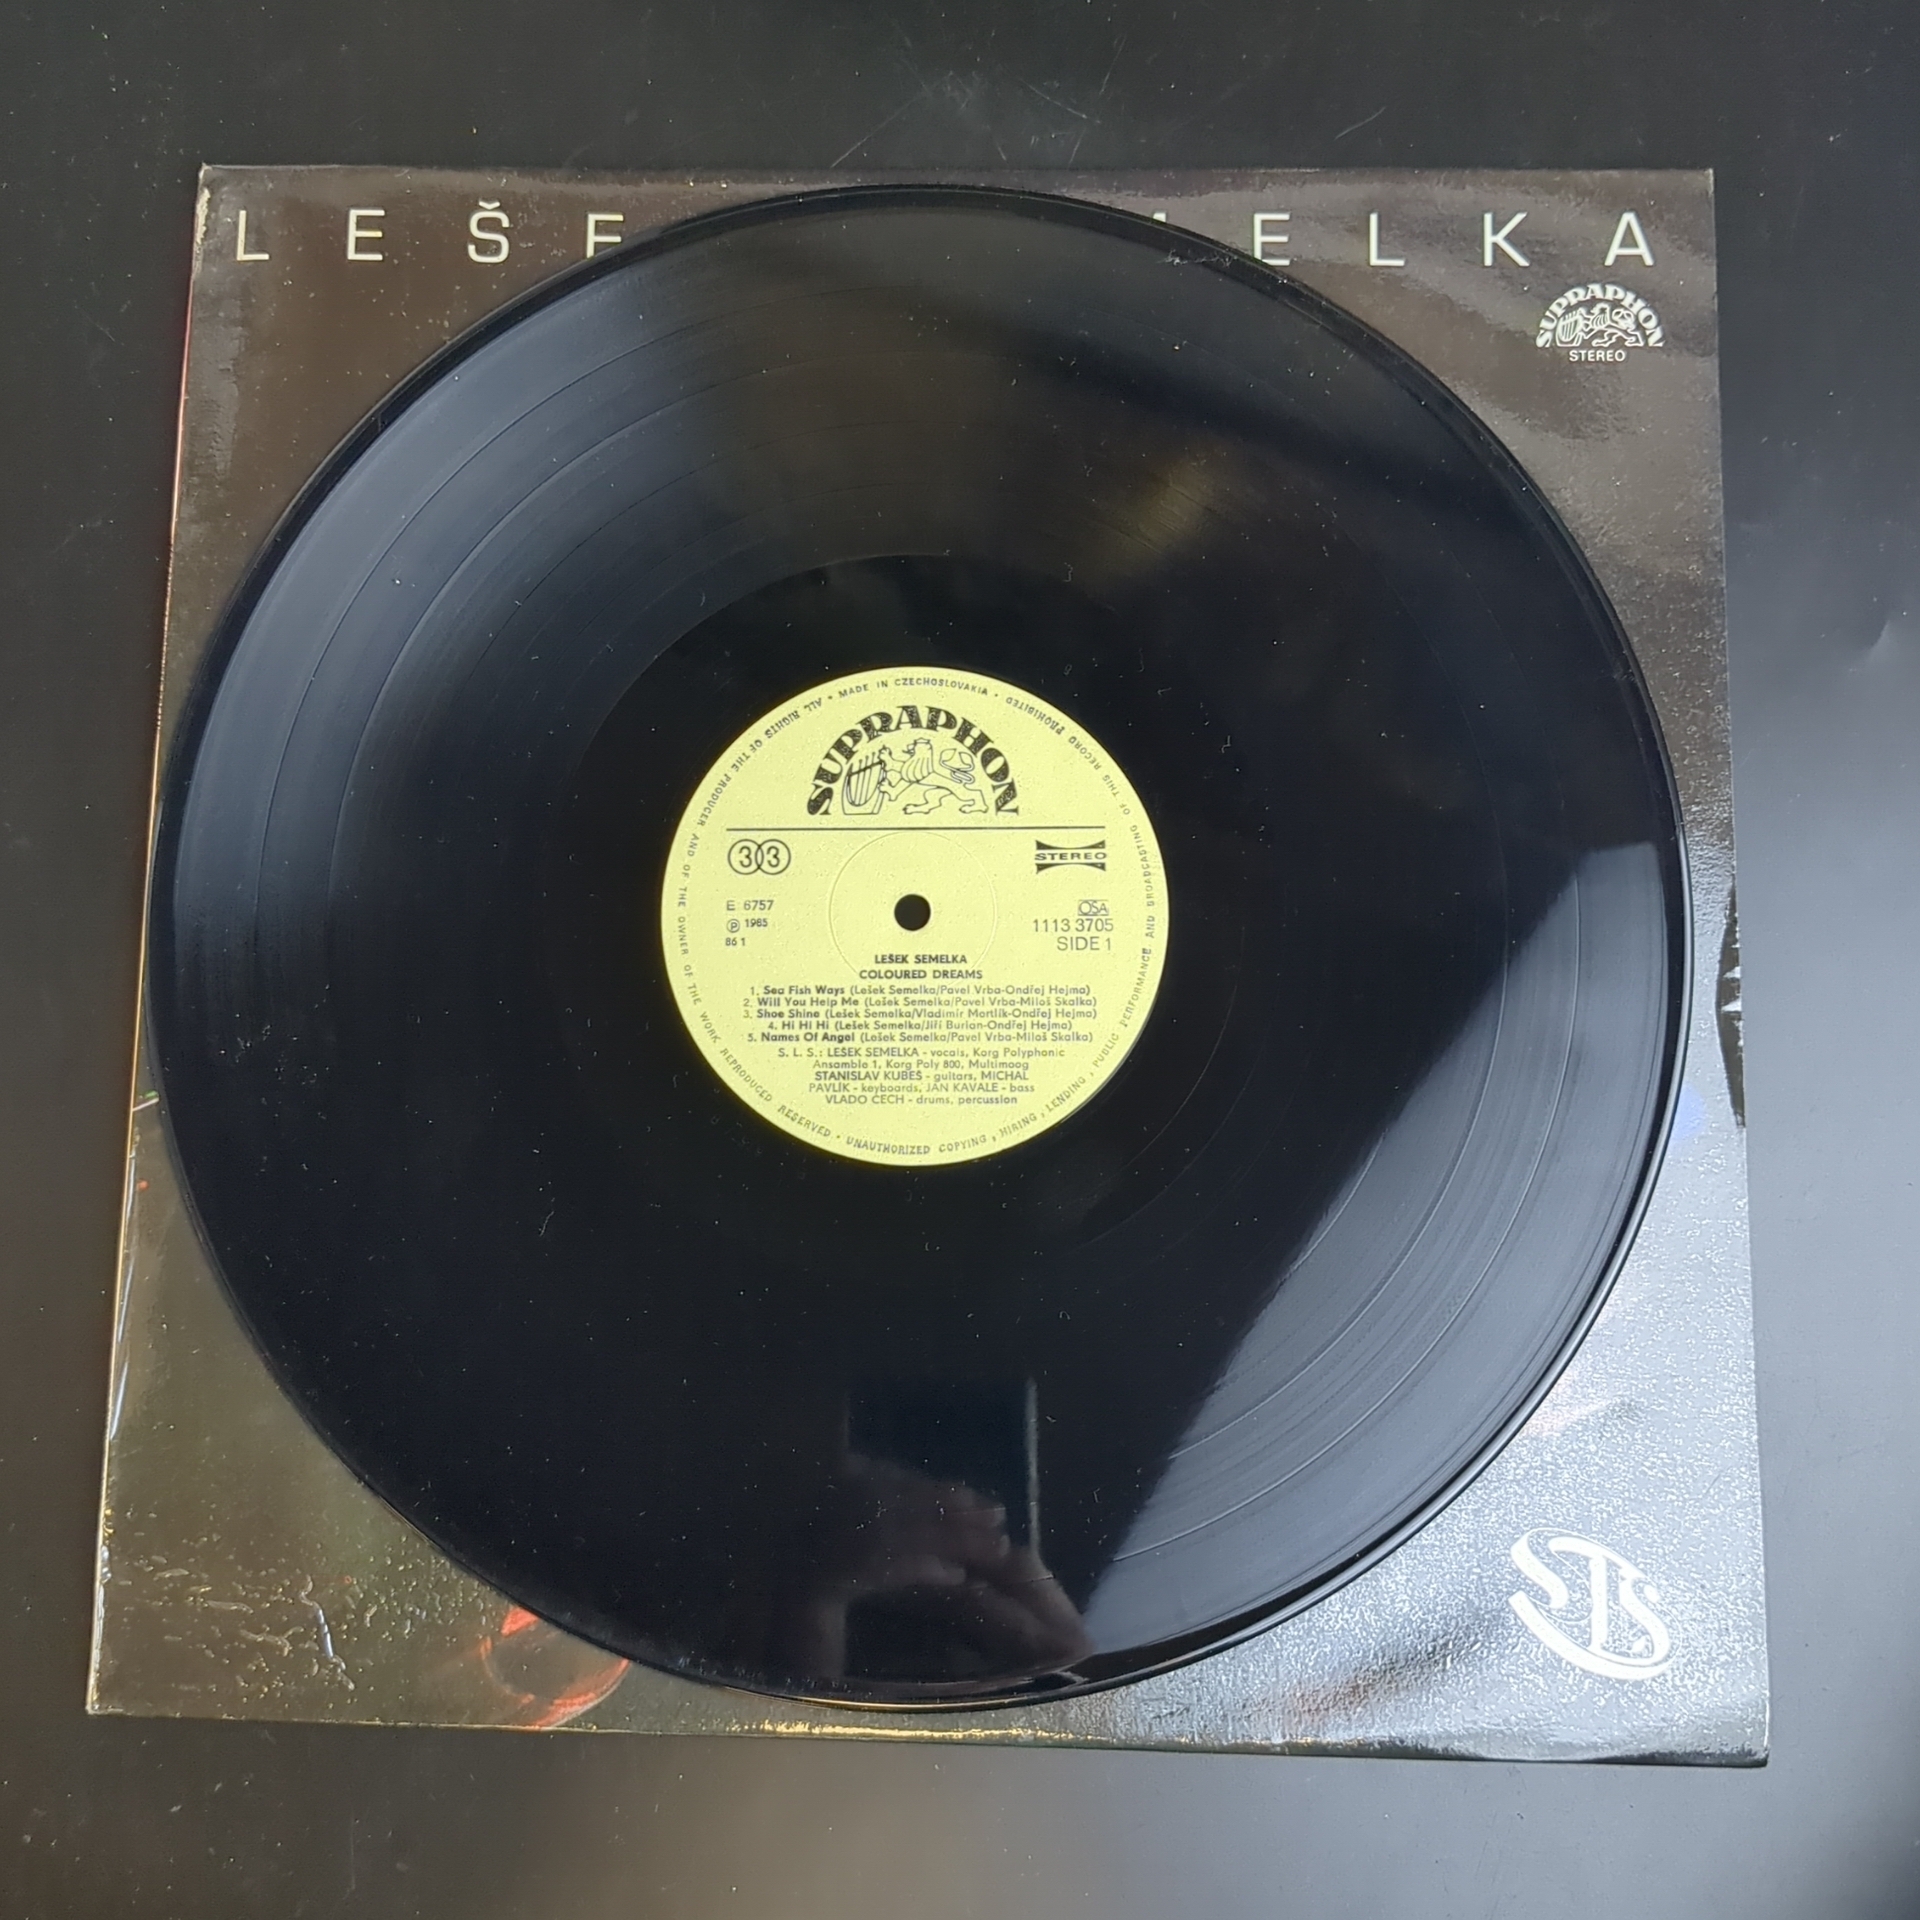 LEŠE MELKA
SUPRAPHON
STEREO
MADE IN CZECHOSLOVAKIA • ALL RIGHTS OF THE PRODUCER AND OF THE OWNER OF THE WORK REPRODUCED RESERVED • UNAUTHORIZED COPYING, HIRING, LENDING, PUBLIC PERFORMANCE AND BROADCASTING OF THIS RECORD PROHIBITED •
SUPRAPHON
33
STEREO
E 6757
OSA
℗ 1985
1113 3705
86 1
SIDE 1
LEŠEK SEMELKA
COLOURED DREAMS
1. Sea Fish Ways (Lešek Semelka/Pavel Vrba-Ondřej Hejma)
2. Will You Help Me (Lešek Semelka/Pavel Vrba-Miloš Skalka)
3. Shoe Shine (Lešek Semelka/Vladimír Mertlík-Ondřej Hejma)
4. Hi Hi Hi (Lešek Semelka/Jiří Burian-Ondřej Hejma)
5. Names Of Angel (Lešek Semelka/Pavel Vrba-Miloš Skalka)
S. L. S.: LEŠEK SEMELKA - vocals, Korg Polyphonic
Ansamble 1, Korg Poly 800, Multimoog
STANISLAV KUBEŠ - guitars, MICHAL
PAVLÍK - keyboards, JAN KAVALE - bass
VLADO ČECH - drums, percussion
SLS